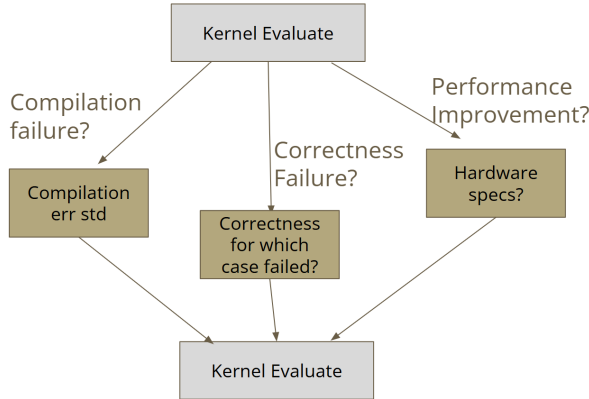 Kernel Evaluate
Compilation
failure?
Performance
Improvement?
Correctness
Failure?
Compilation
err std
Correctness
for which
case failed?
Hardware
specs?
Kernel Evaluate